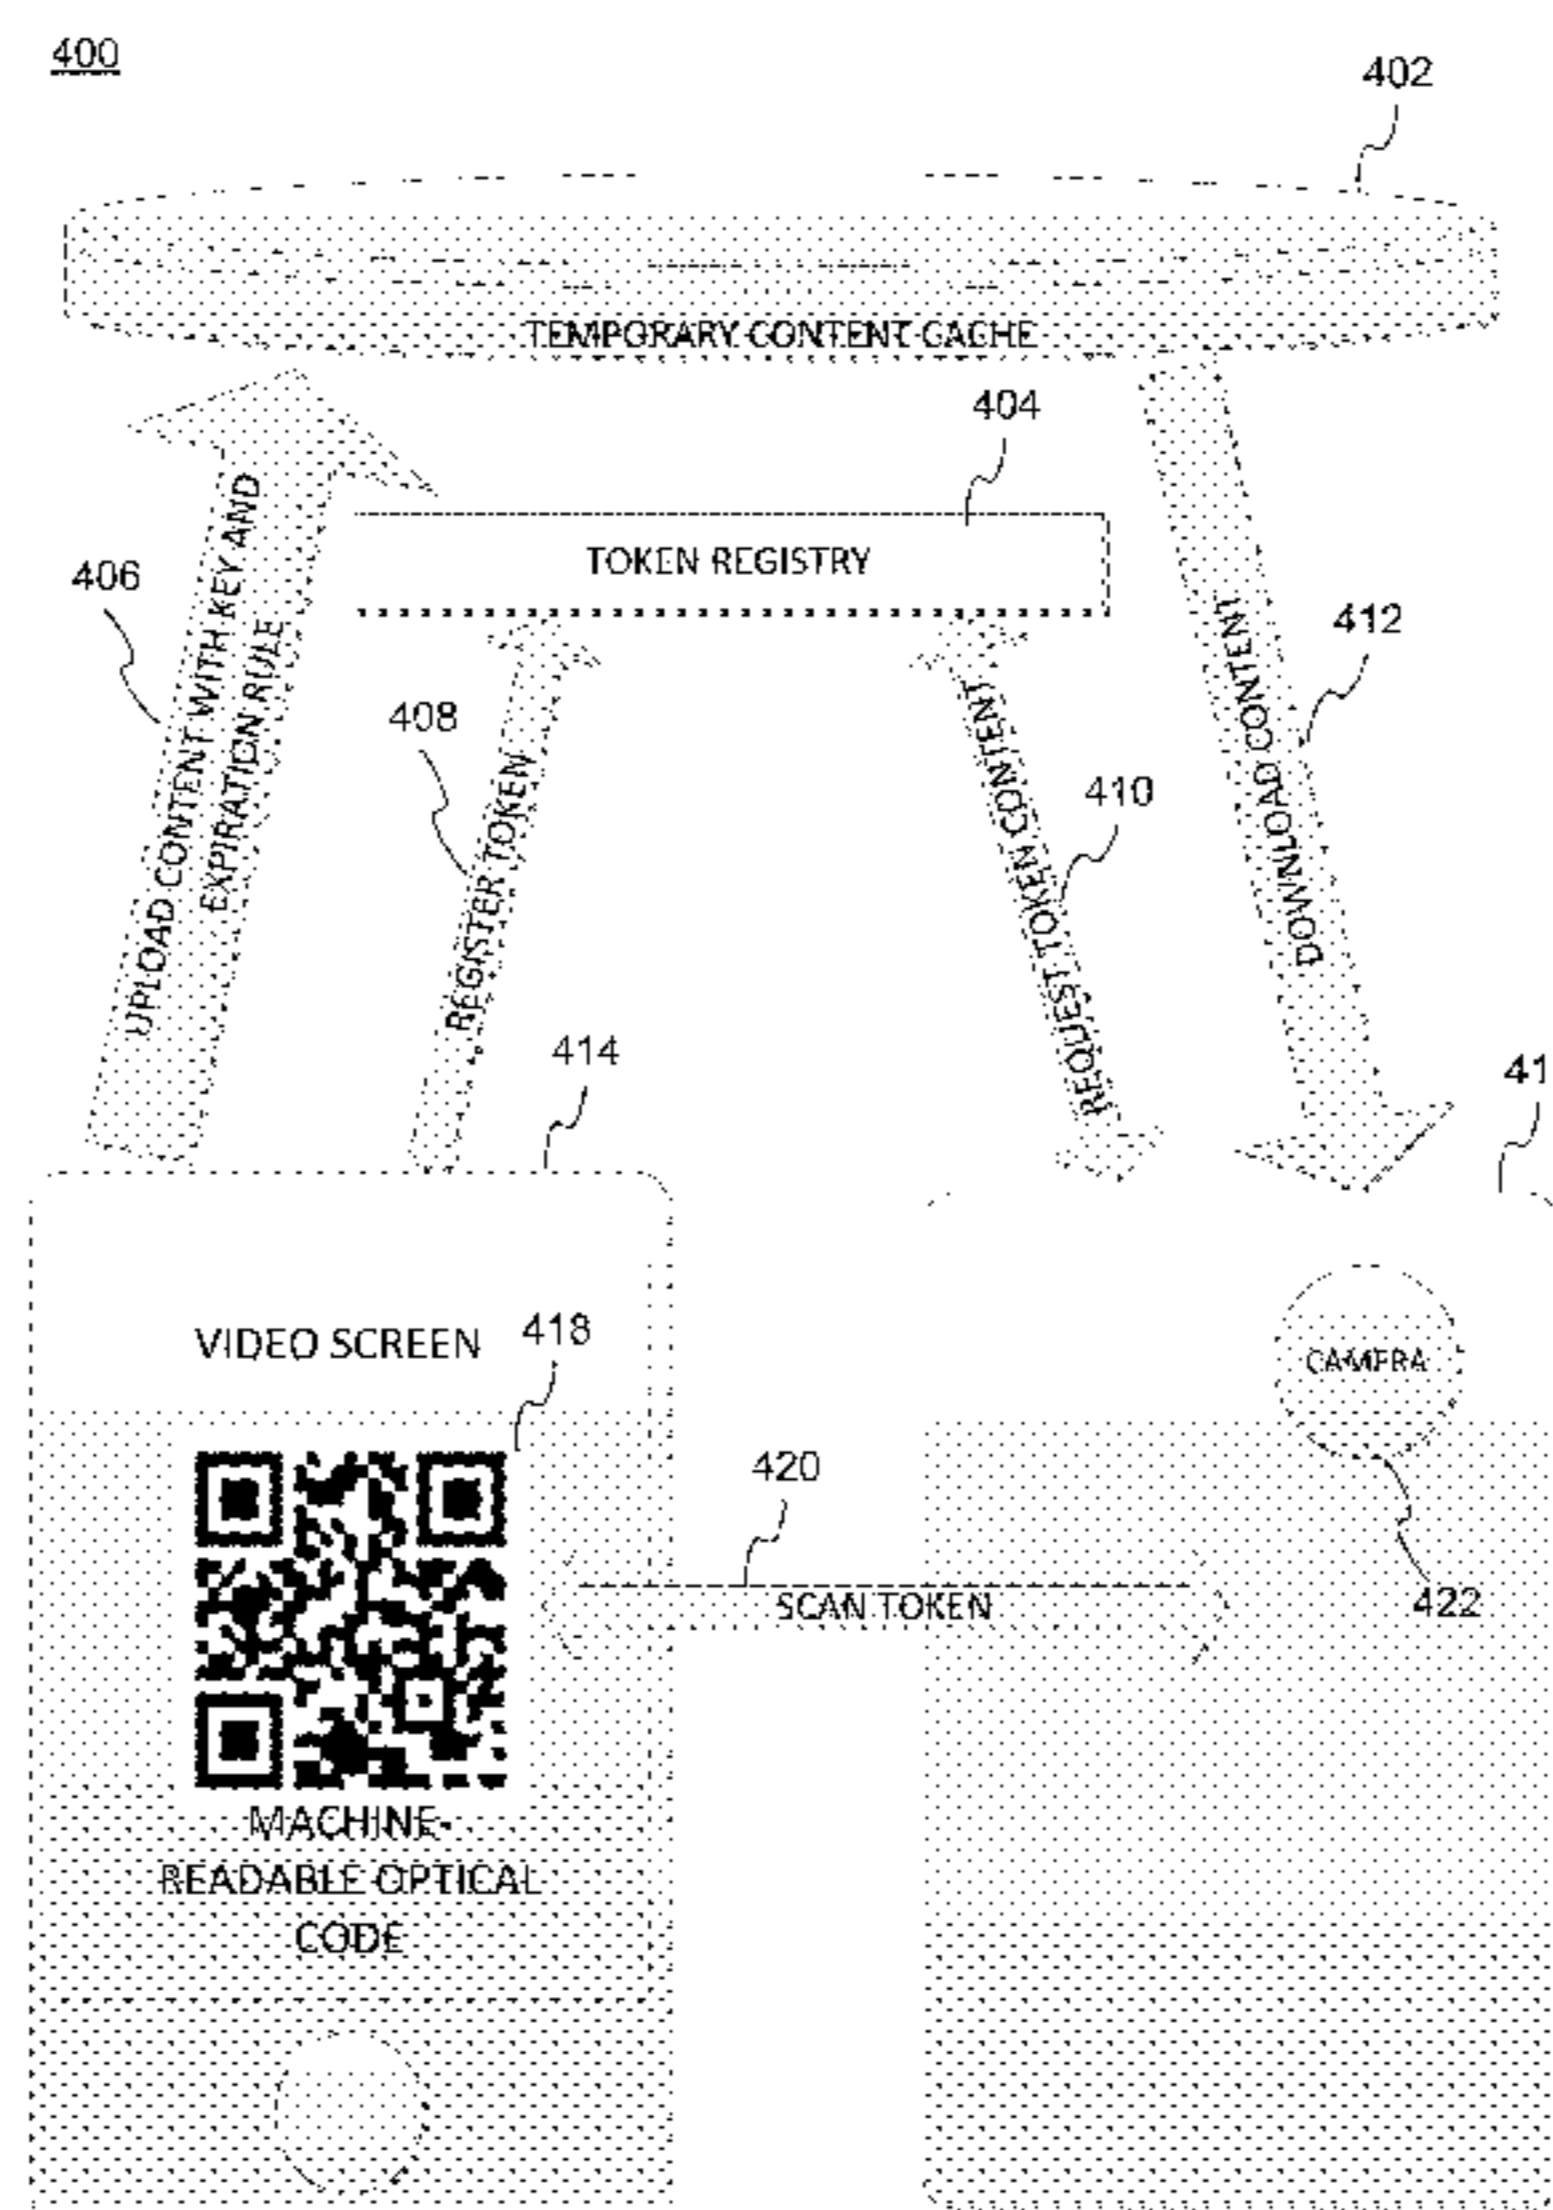 400
402
TEMPORARY CONTENT CACHE
404
TOKEN REGISTRY
406
UPLOAD CONTENT WITH KEY AND
EXPIRATION RULE
408
REGISTER TOKEN
410
REQUEST TOKEN CONTENT
412
DOWNLOAD CONTENT
414
41
VIDEO SCREEN
418
CAMERA
420
SCAN TOKEN
422
MACHINE-
READABLE OPTICAL
CODE